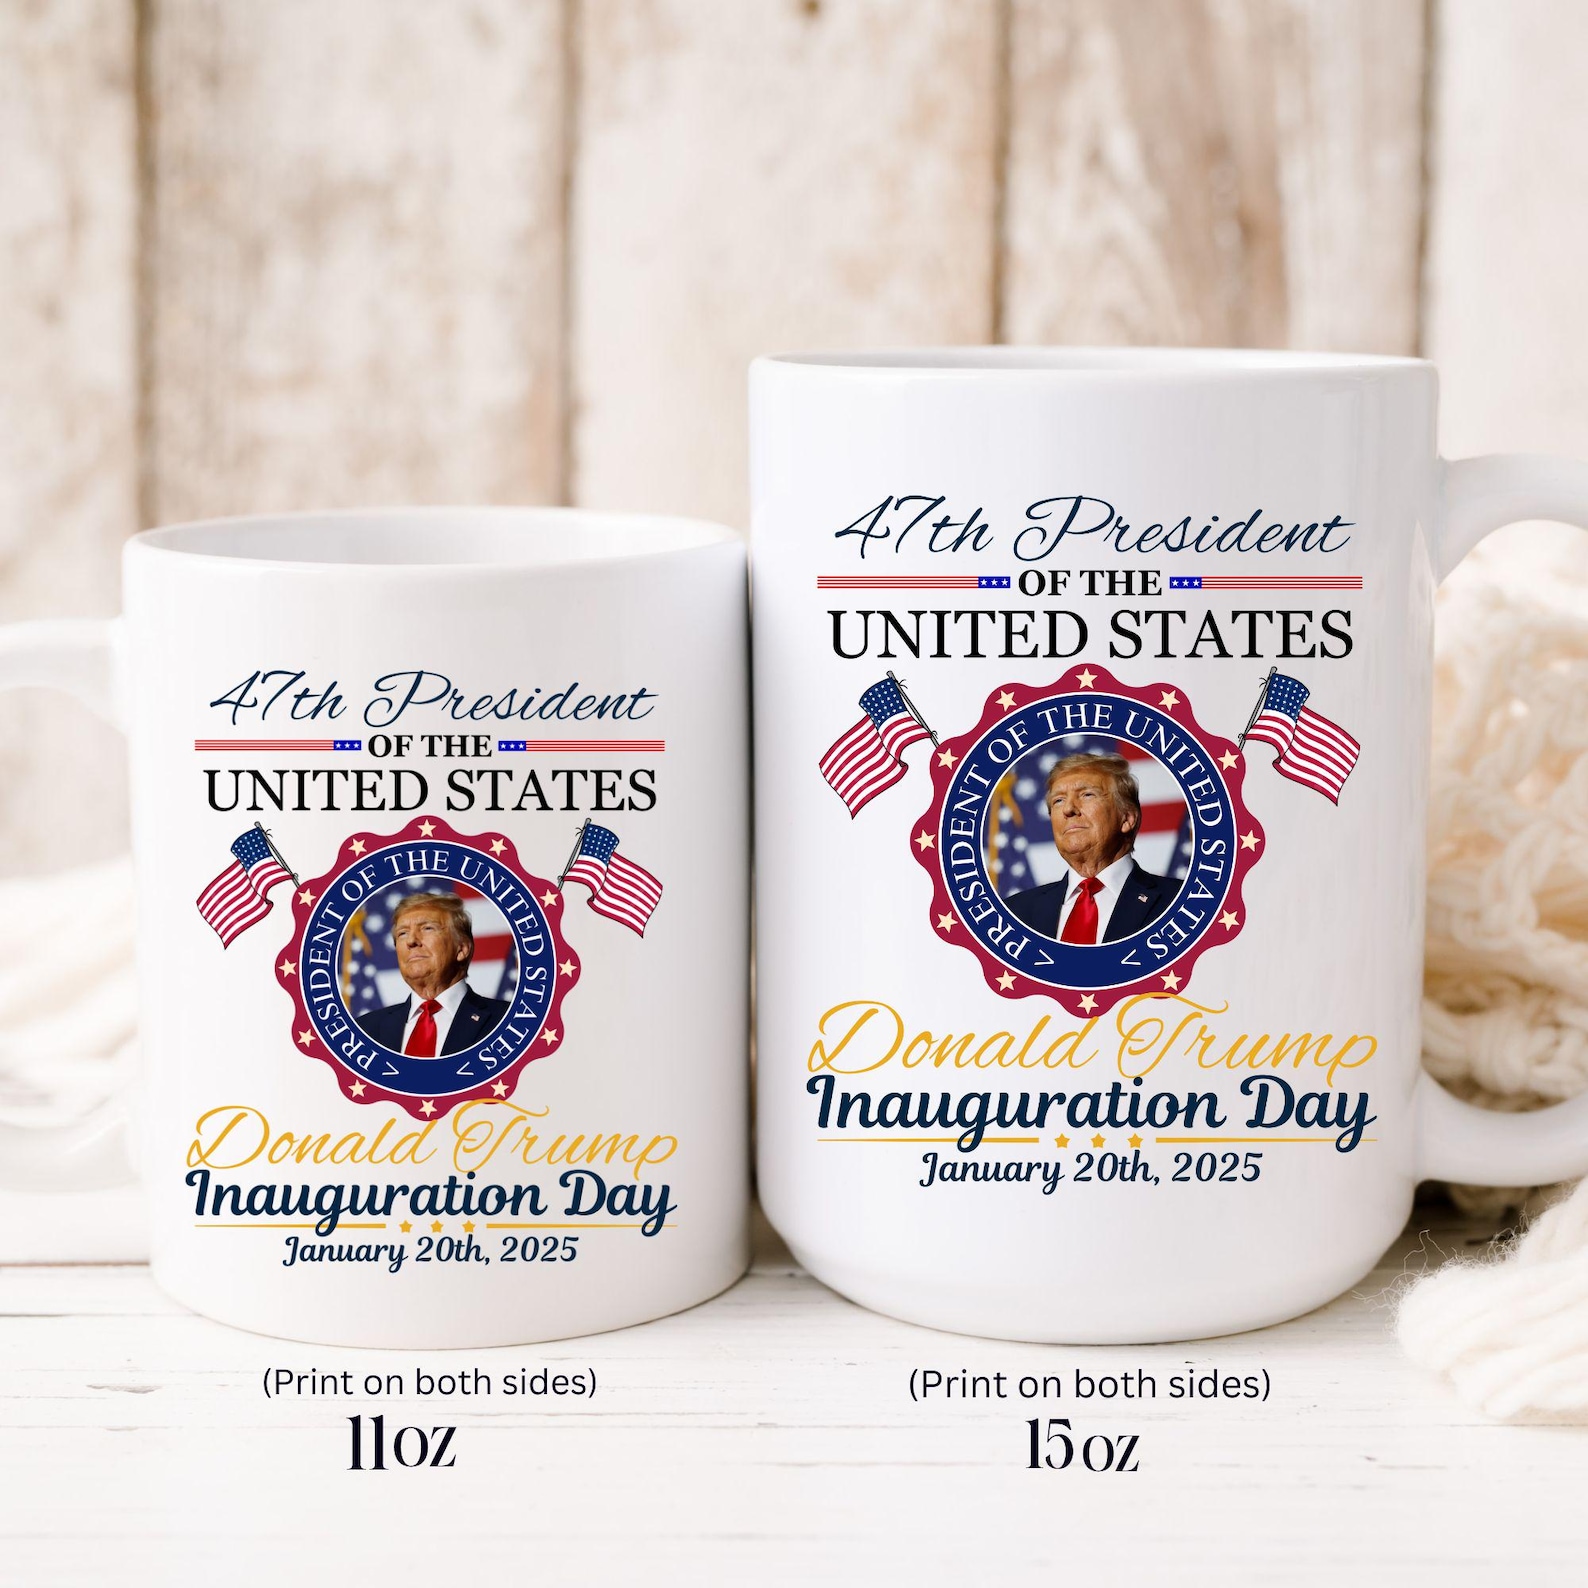 47th President
OF THE
UNITED STATES
< PRESIDENT OF THE UNITED STATES >
Donald Trump
Inauguration Day
January 20th, 2025
(Print on both sides)
11oz
47th President
OF THE
UNITED STATES
< PRESIDENT OF THE UNITED STATES >
Donald Trump
Inauguration Day
January 20th, 2025
(Print on both sides)
15oz